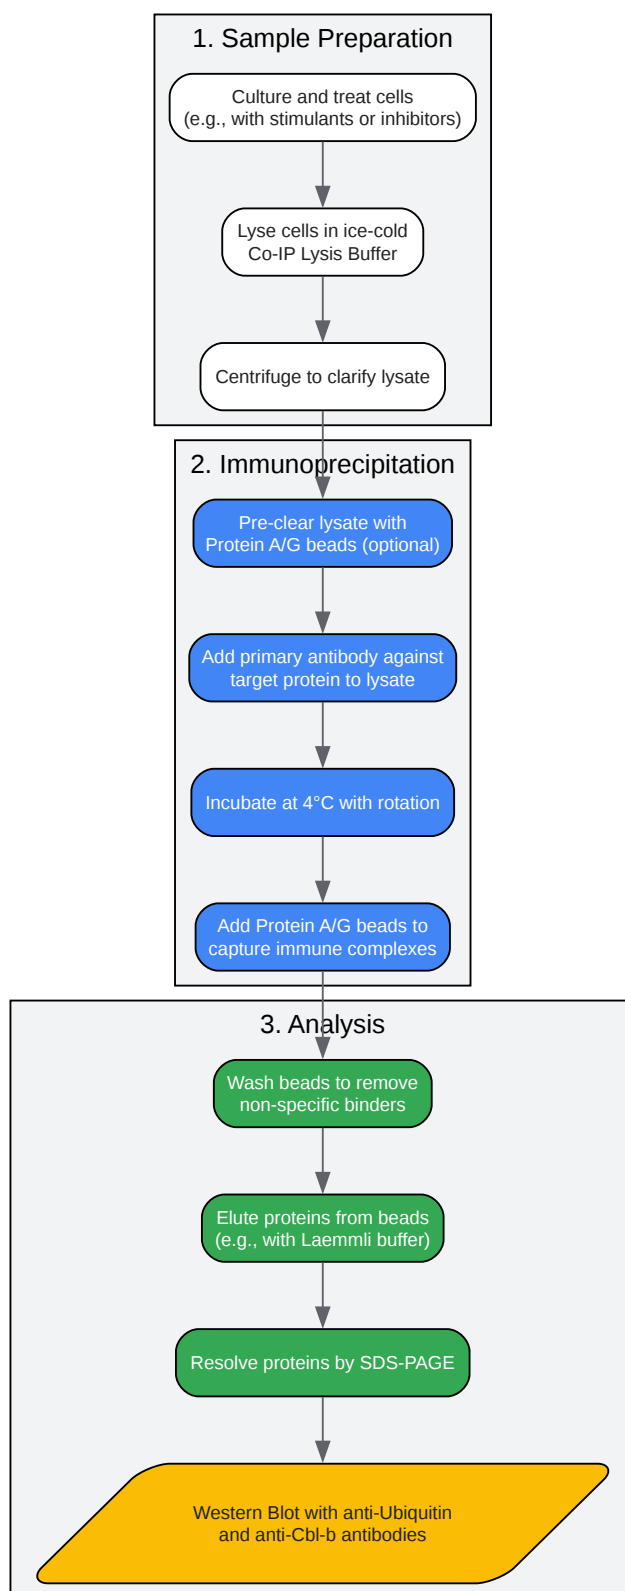 1. Sample Preparation
Culture and treat cells
(e.g., with stimulants or inhibitors)
Lyse cells in ice-cold
Co-IP Lysis Buffer
Centrifuge to clarify lysate
2. Immunoprecipitation
Pre-clear lysate with
Protein A/G beads (optional)
Add primary antibody against
target protein to lysate
Incubate at 4°C with rotation
Add Protein A/G beads to
capture immune complexes
3. Analysis
Wash beads to remove
non-specific binders
Elute proteins from beads
(e.g., with Laemmli buffer)
Resolve proteins by SDS-PAGE
Western Blot with anti-Ubiquitin
and anti-Cbl-b antibodies